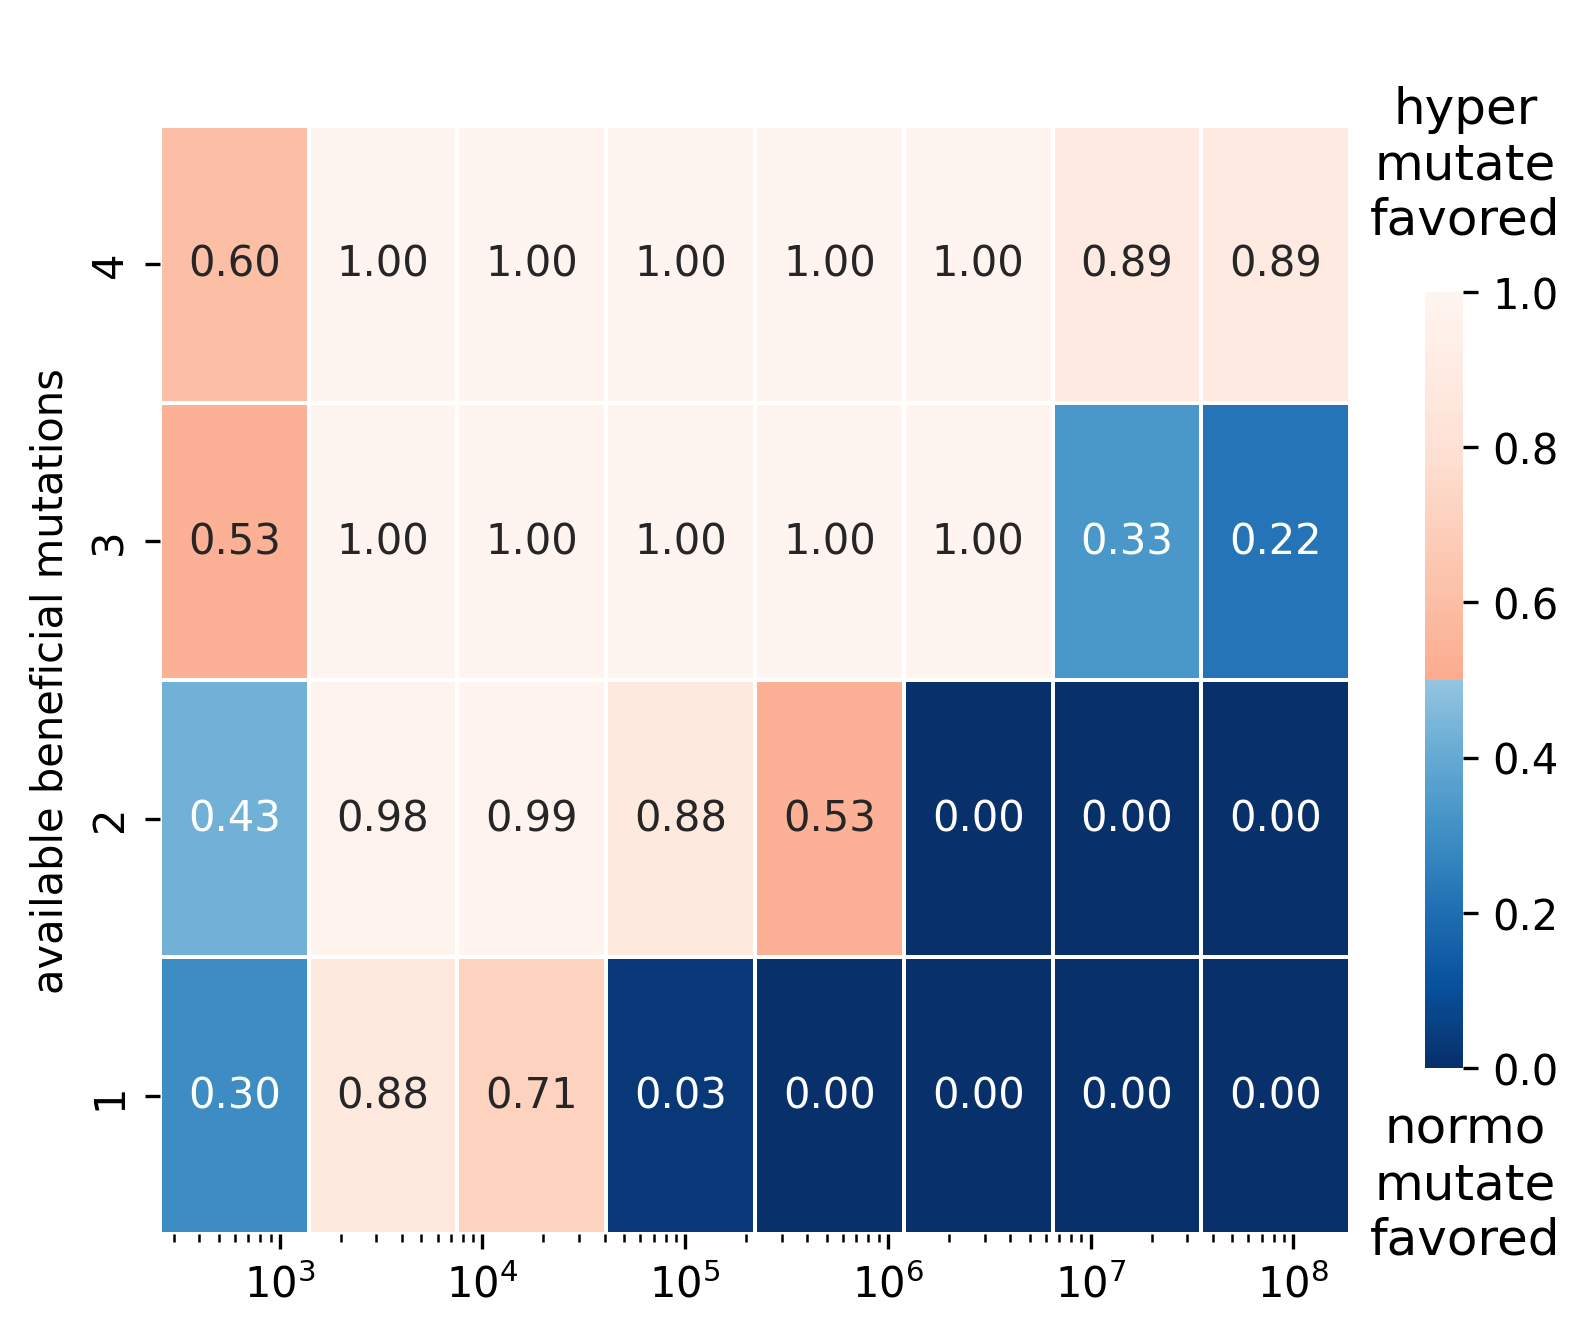 hyper
mutate
favored
available beneficial mutations
4
0.60 1.00 1.00 1.00 1.00 1.00 0.89 0.89
3
0.53 1.00 1.00 1.00 1.00 1.00 0.33 0.22
2
0.43 0.98 0.99 0.88 0.53 0.00 0.00 0.00
1
0.30 0.88 0.71 0.03 0.00 0.00 0.00 0.00
10³ 10⁴ 10⁵ 10⁶ 10⁷ 10⁸
1.0
0.8
0.6
0.4
0.2
0.0
normo
mutate
favored